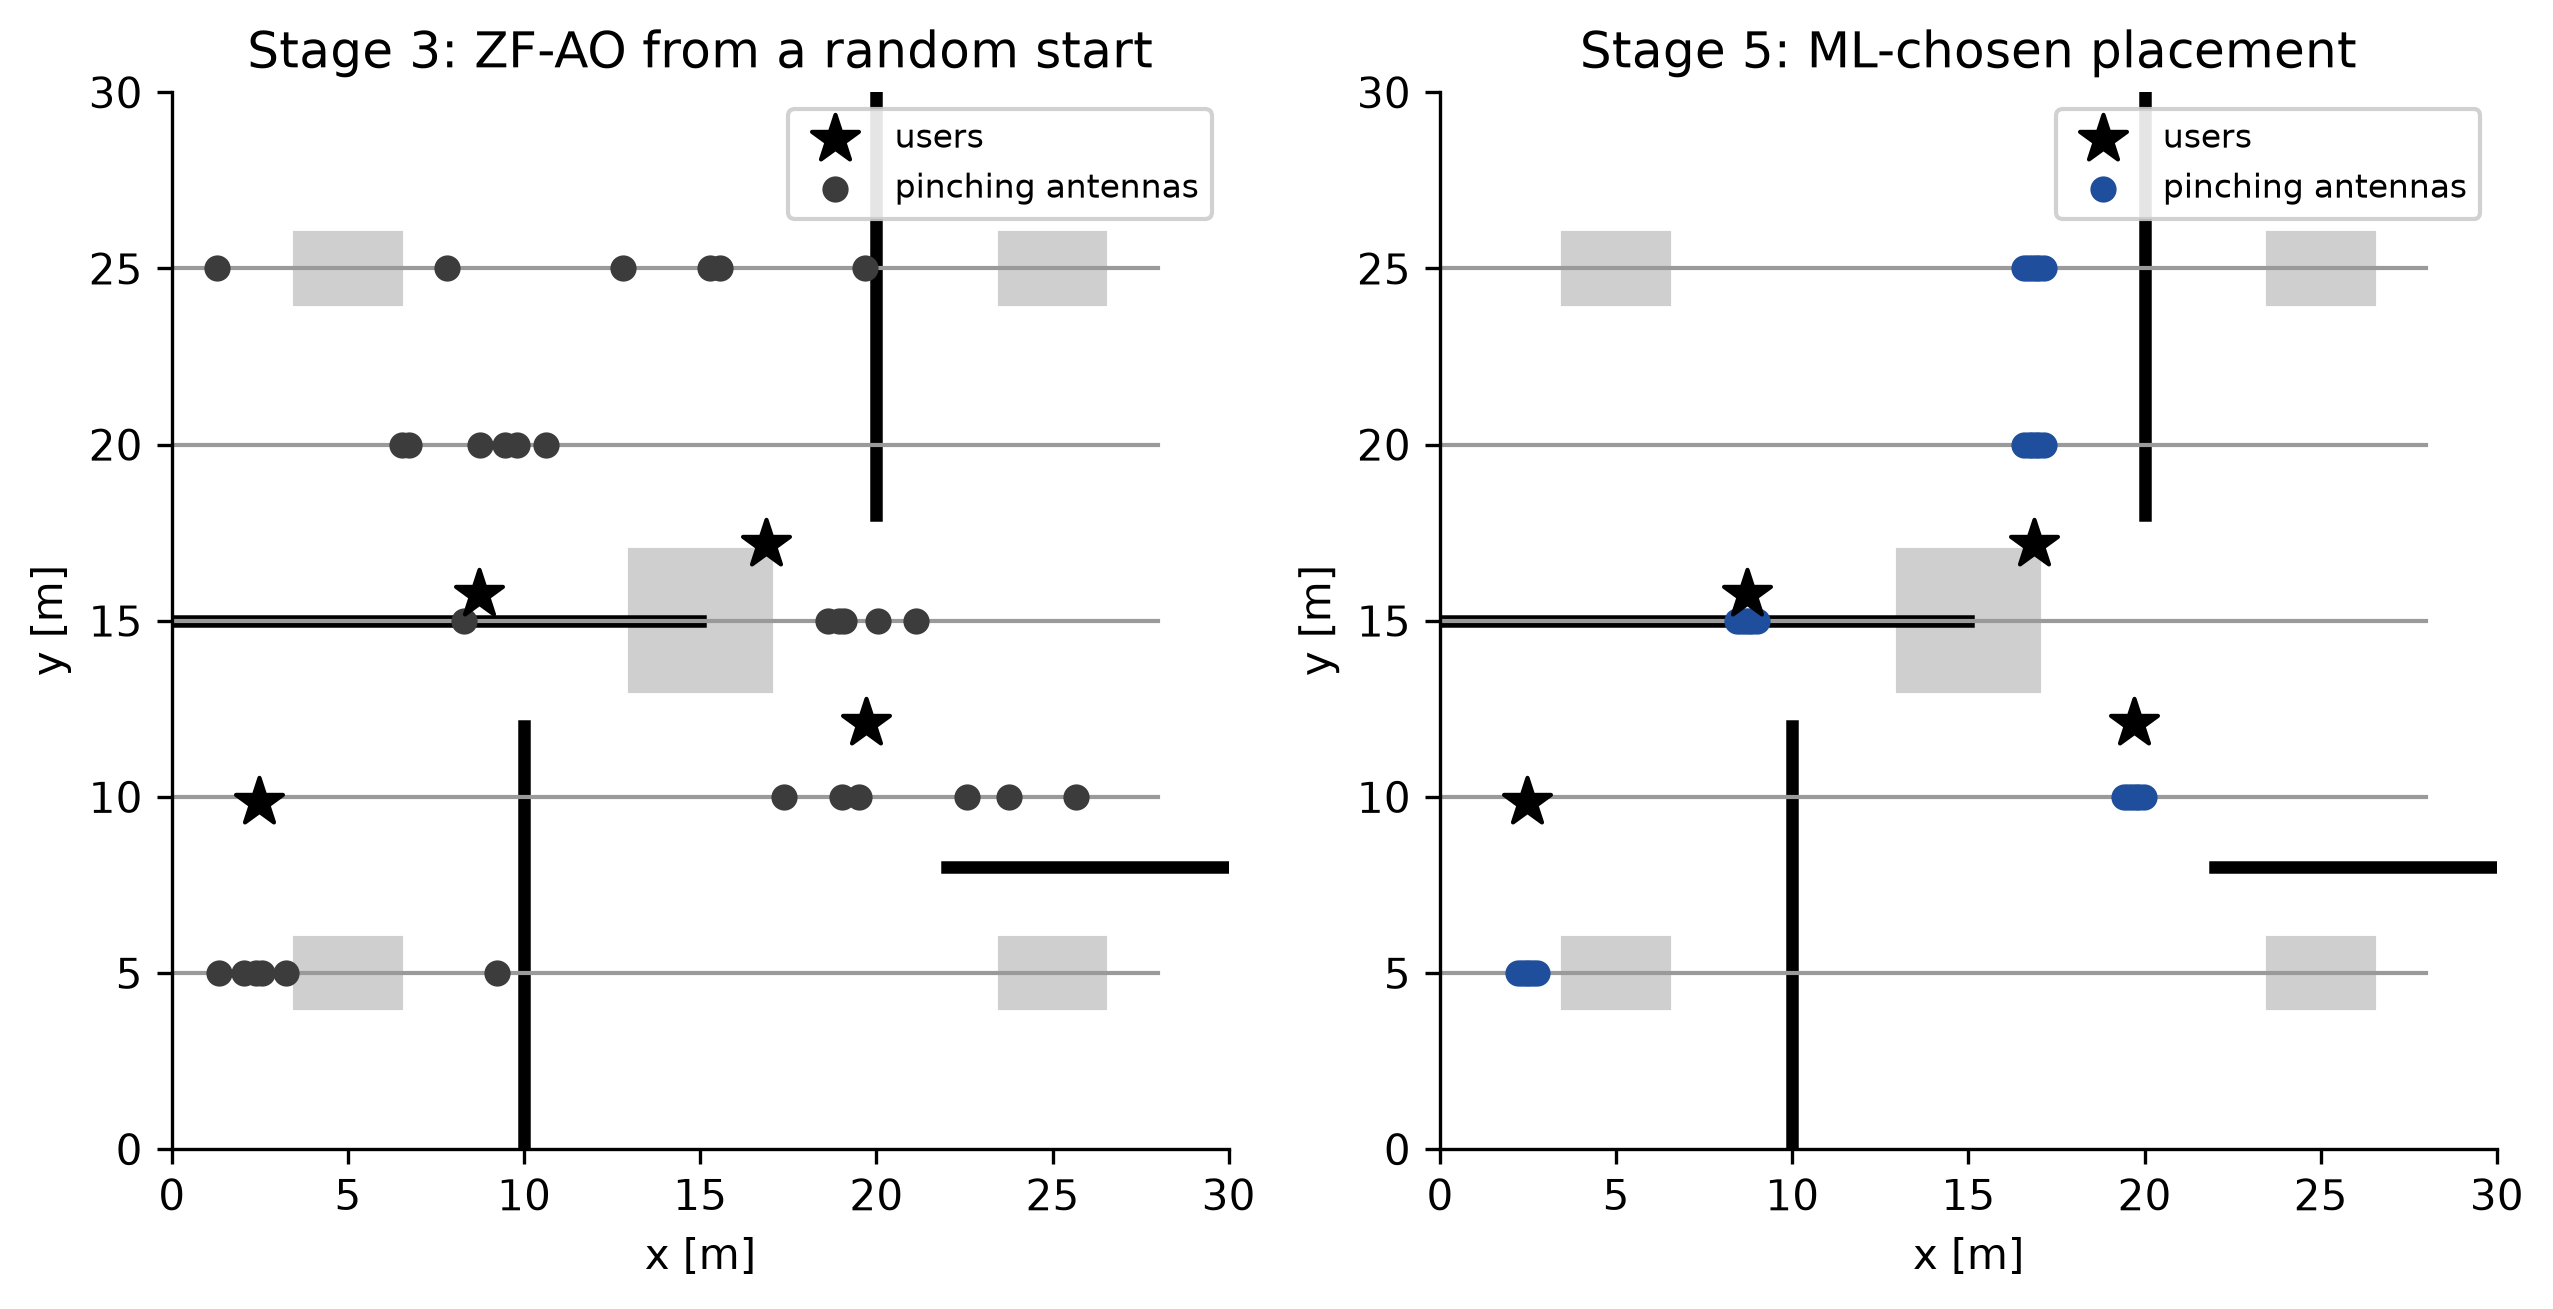 Stage 3: ZF-AO from a random start
users
pinching antennas
30
25
20
15
10
5
0
y [m]
0 5 10 15 20 25 30
x [m]
Stage 5: ML-chosen placement
users
pinching antennas
30
25
20
15
10
5
0
y [m]
0 5 10 15 20 25 30
x [m]